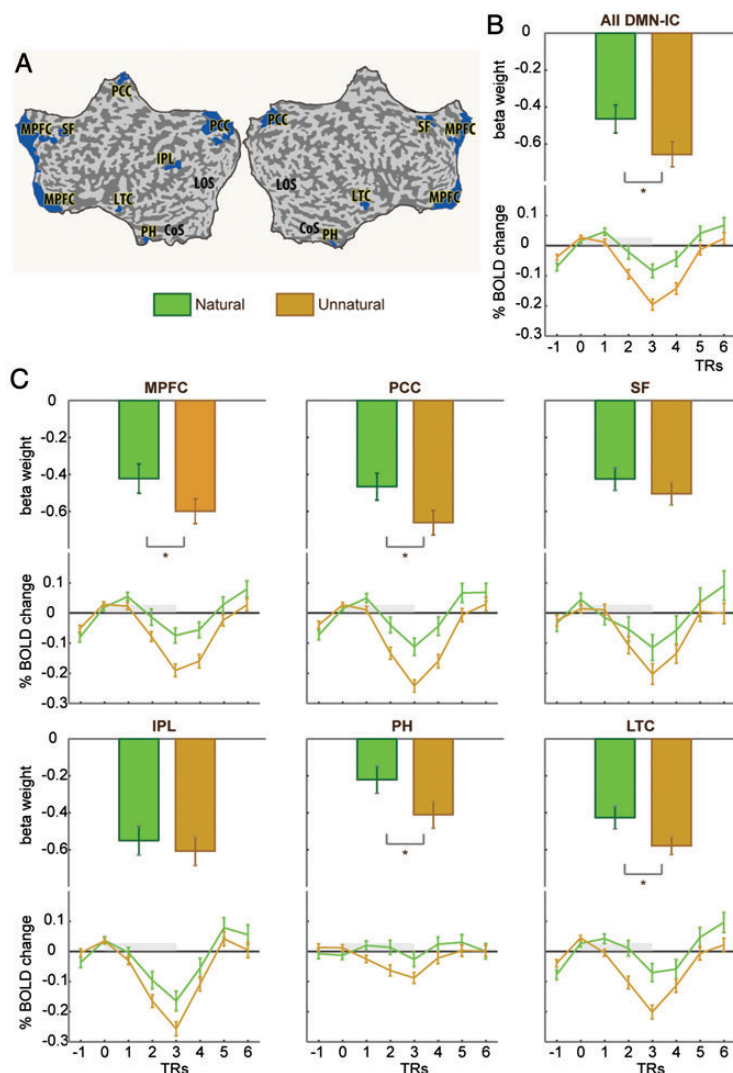 A
PCC
MPFC SF
PCC
IPL
LOS
LTC
MPFC
PH CoS
PCC
SF MPFC
LOS
LTC
MPFC
CoS PH
Natural
Unnatural
B
All DMN-IC
beta weight
0
-0.2
-0.4
-0.6
*
% BOLD change
0.1
0
-0.1
-0.2
-0.3
-1 0 1 2 3 4 5 6
TRs
C
MPFC
beta weight
0
-0.2
-0.4
-0.6
*
% BOLD change
0.1
0
-0.1
-0.2
-0.3
PCC
*
SF
IPL
beta weight
0
-0.2
-0.4
-0.6
% BOLD change
0.1
0
-0.1
-0.2
-0.3
-1 0 1 2 3 4 5 6
TRs
PH
*
-1 0 1 2 3 4 5 6
TRs
LTC
*
-1 0 1 2 3 4 5 6
TRs